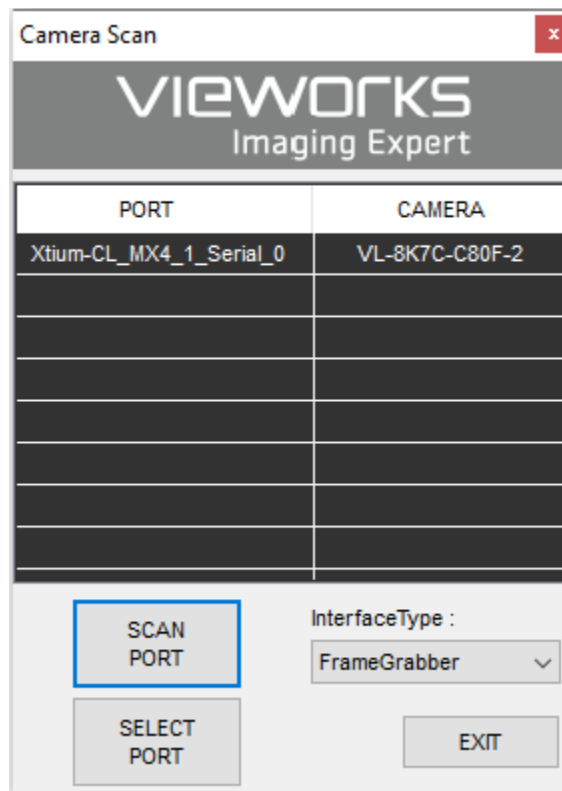 Camera Scan
x
VIEWORKS
Imaging Expert
PORT CAMERA
Xtium-CL_MX4_1_Serial_0 VL-8K7C-C80F-2
SCAN
PORT
InterfaceType :
FrameGrabber
SELECT
PORT
EXIT